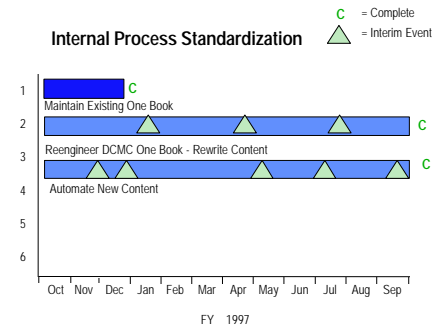 C = Complete
Internal Process Standardization
= Interim Event
1
C
Maintain Existing One Book
2
C
Reengineer DCMC One Book - Rewrite Content
3
C
Automate New Content
4
5
6
Oct Nov Dec Jan Feb Mar Apr May Jun Jul Aug Sep
FY 1997